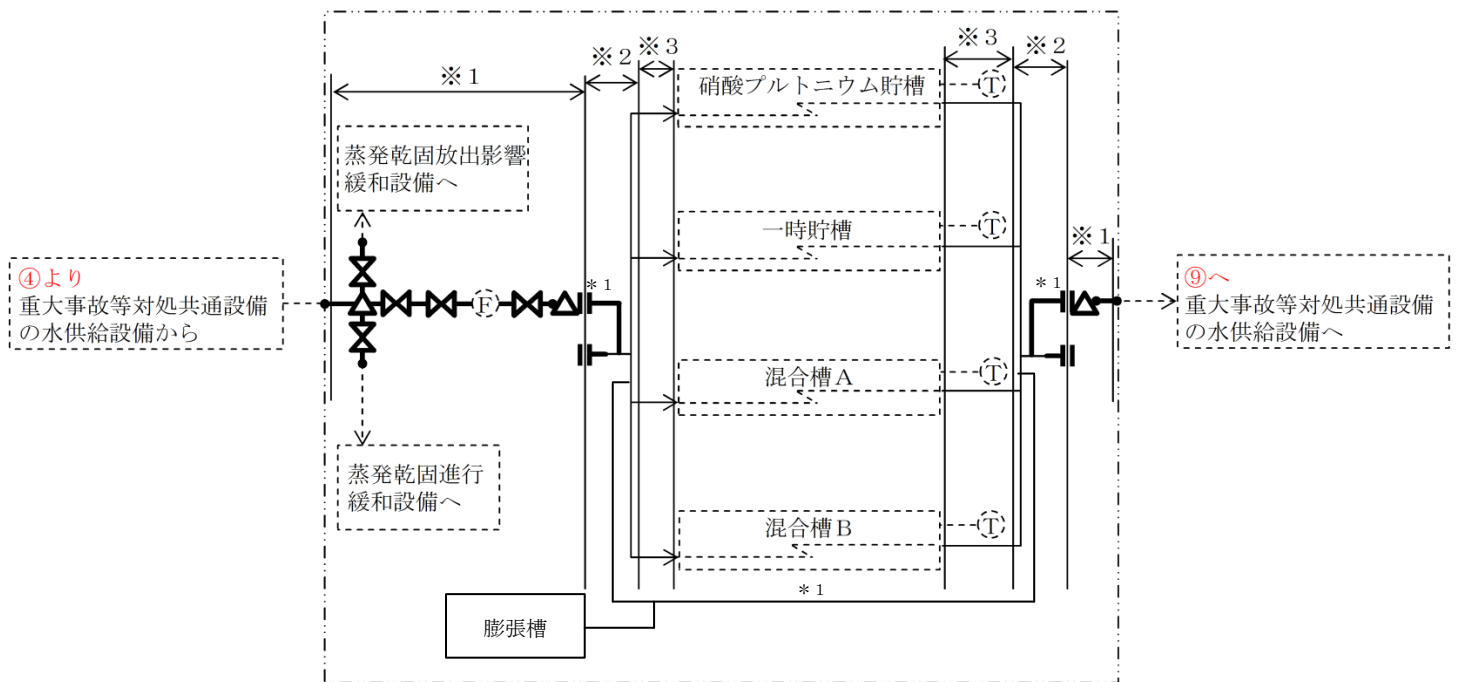 ※1
※2
※3
※3
※2
※1
硝酸プルトニウム貯槽
T
蒸発乾固放出影響
緩和設備へ
一時貯槽
T
④より
重大事故等対処共通設備
の水供給設備から
F
*1
*1
⑨へ
重大事故等対処共通設備
の水供給設備へ
混合槽A
T
蒸発乾固進行
緩和設備へ
混合槽B
T
*1
膨張槽